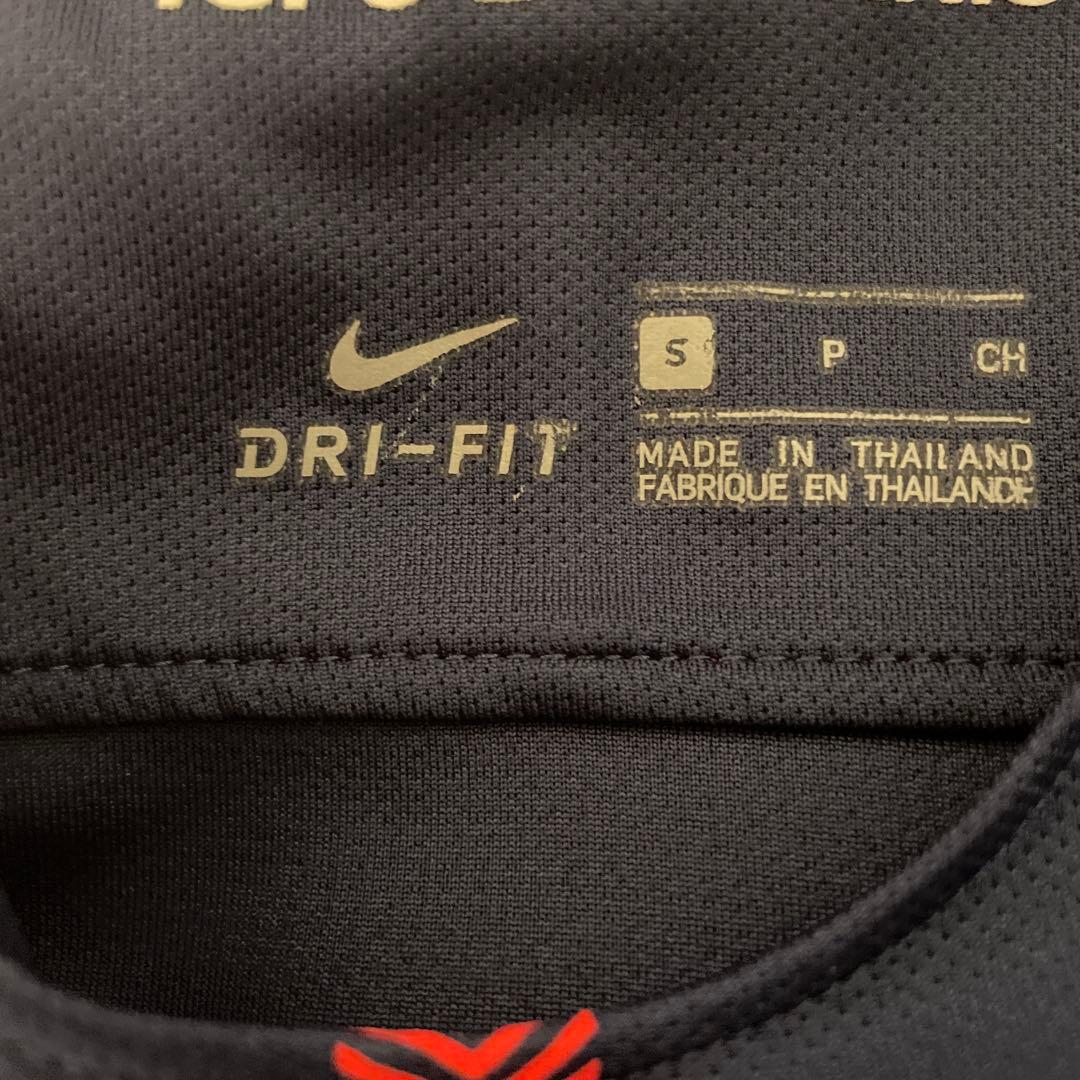 DRI-FIT
S P CH
MADE IN THAILAND
FABRIQUE EN THAILANDE